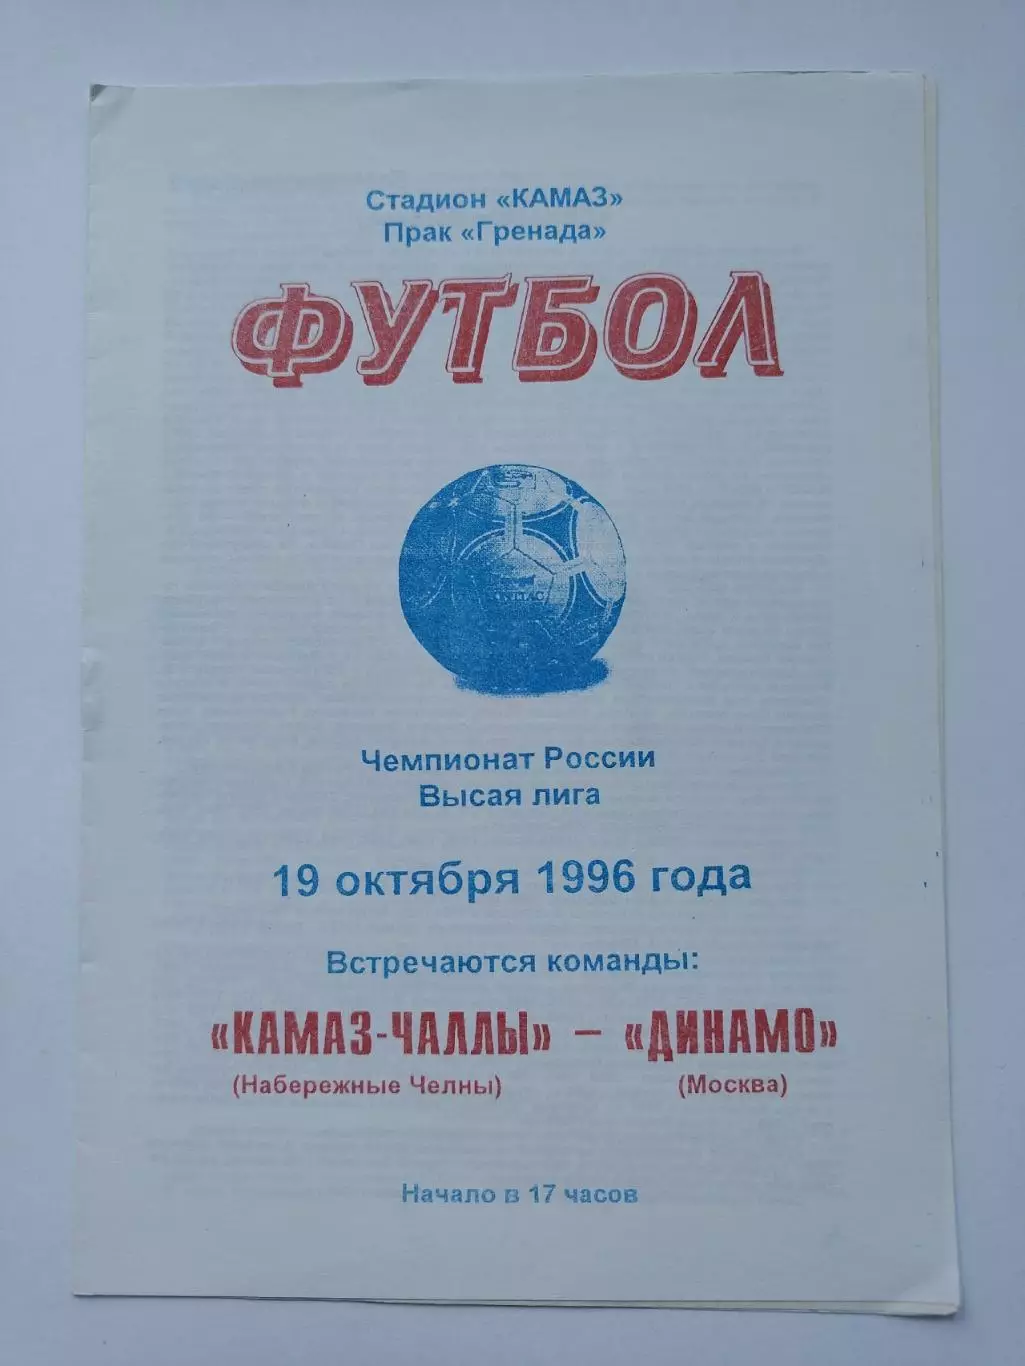 Стадион «КАМАЗ»
Прак «Гренада»
ФУТБОЛ
Чемпионат России
Высая лига
19 октября 1996 года
Встречаются команды:
«КАМАЗ-ЧАЛЛЫ» – «ДИНАМО»
(Набережные Челны) (Москва)
Начало в 17 часов